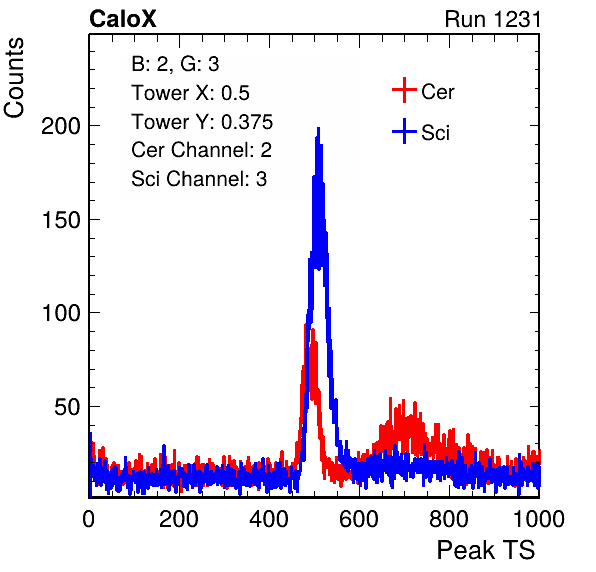 CaloX Run 1231
Counts
B: 2, G: 3
Tower X: 0.5
Tower Y: 0.375
Cer Channel: 2
Sci Channel: 3
Cer
Sci
200
150
100
50
0 200 400 600 800 1000
Peak TS